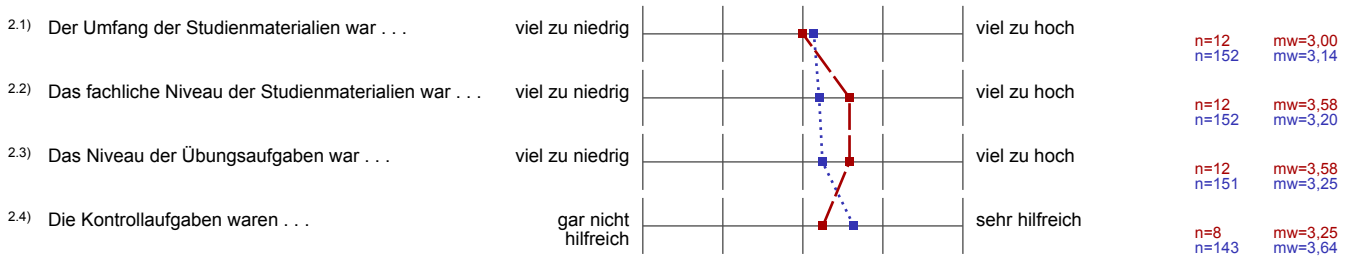 2.1) Der Umfang der Studienmaterialien war . . . viel zu niedrig viel zu hoch n=12 mw=3,00
n=152 mw=3,14
2.2) Das fachliche Niveau der Studienmaterialien war . . . viel zu niedrig viel zu hoch n=12 mw=3,58
n=152 mw=3,20
2.3) Das Niveau der Übungsaufgaben war . . . viel zu niedrig viel zu hoch n=12 mw=3,58
n=151 mw=3,25
2.4) Die Kontrollaufgaben waren . . . gar nicht sehr hilfreich n=8 mw=3,25
hilfreich n=143 mw=3,64